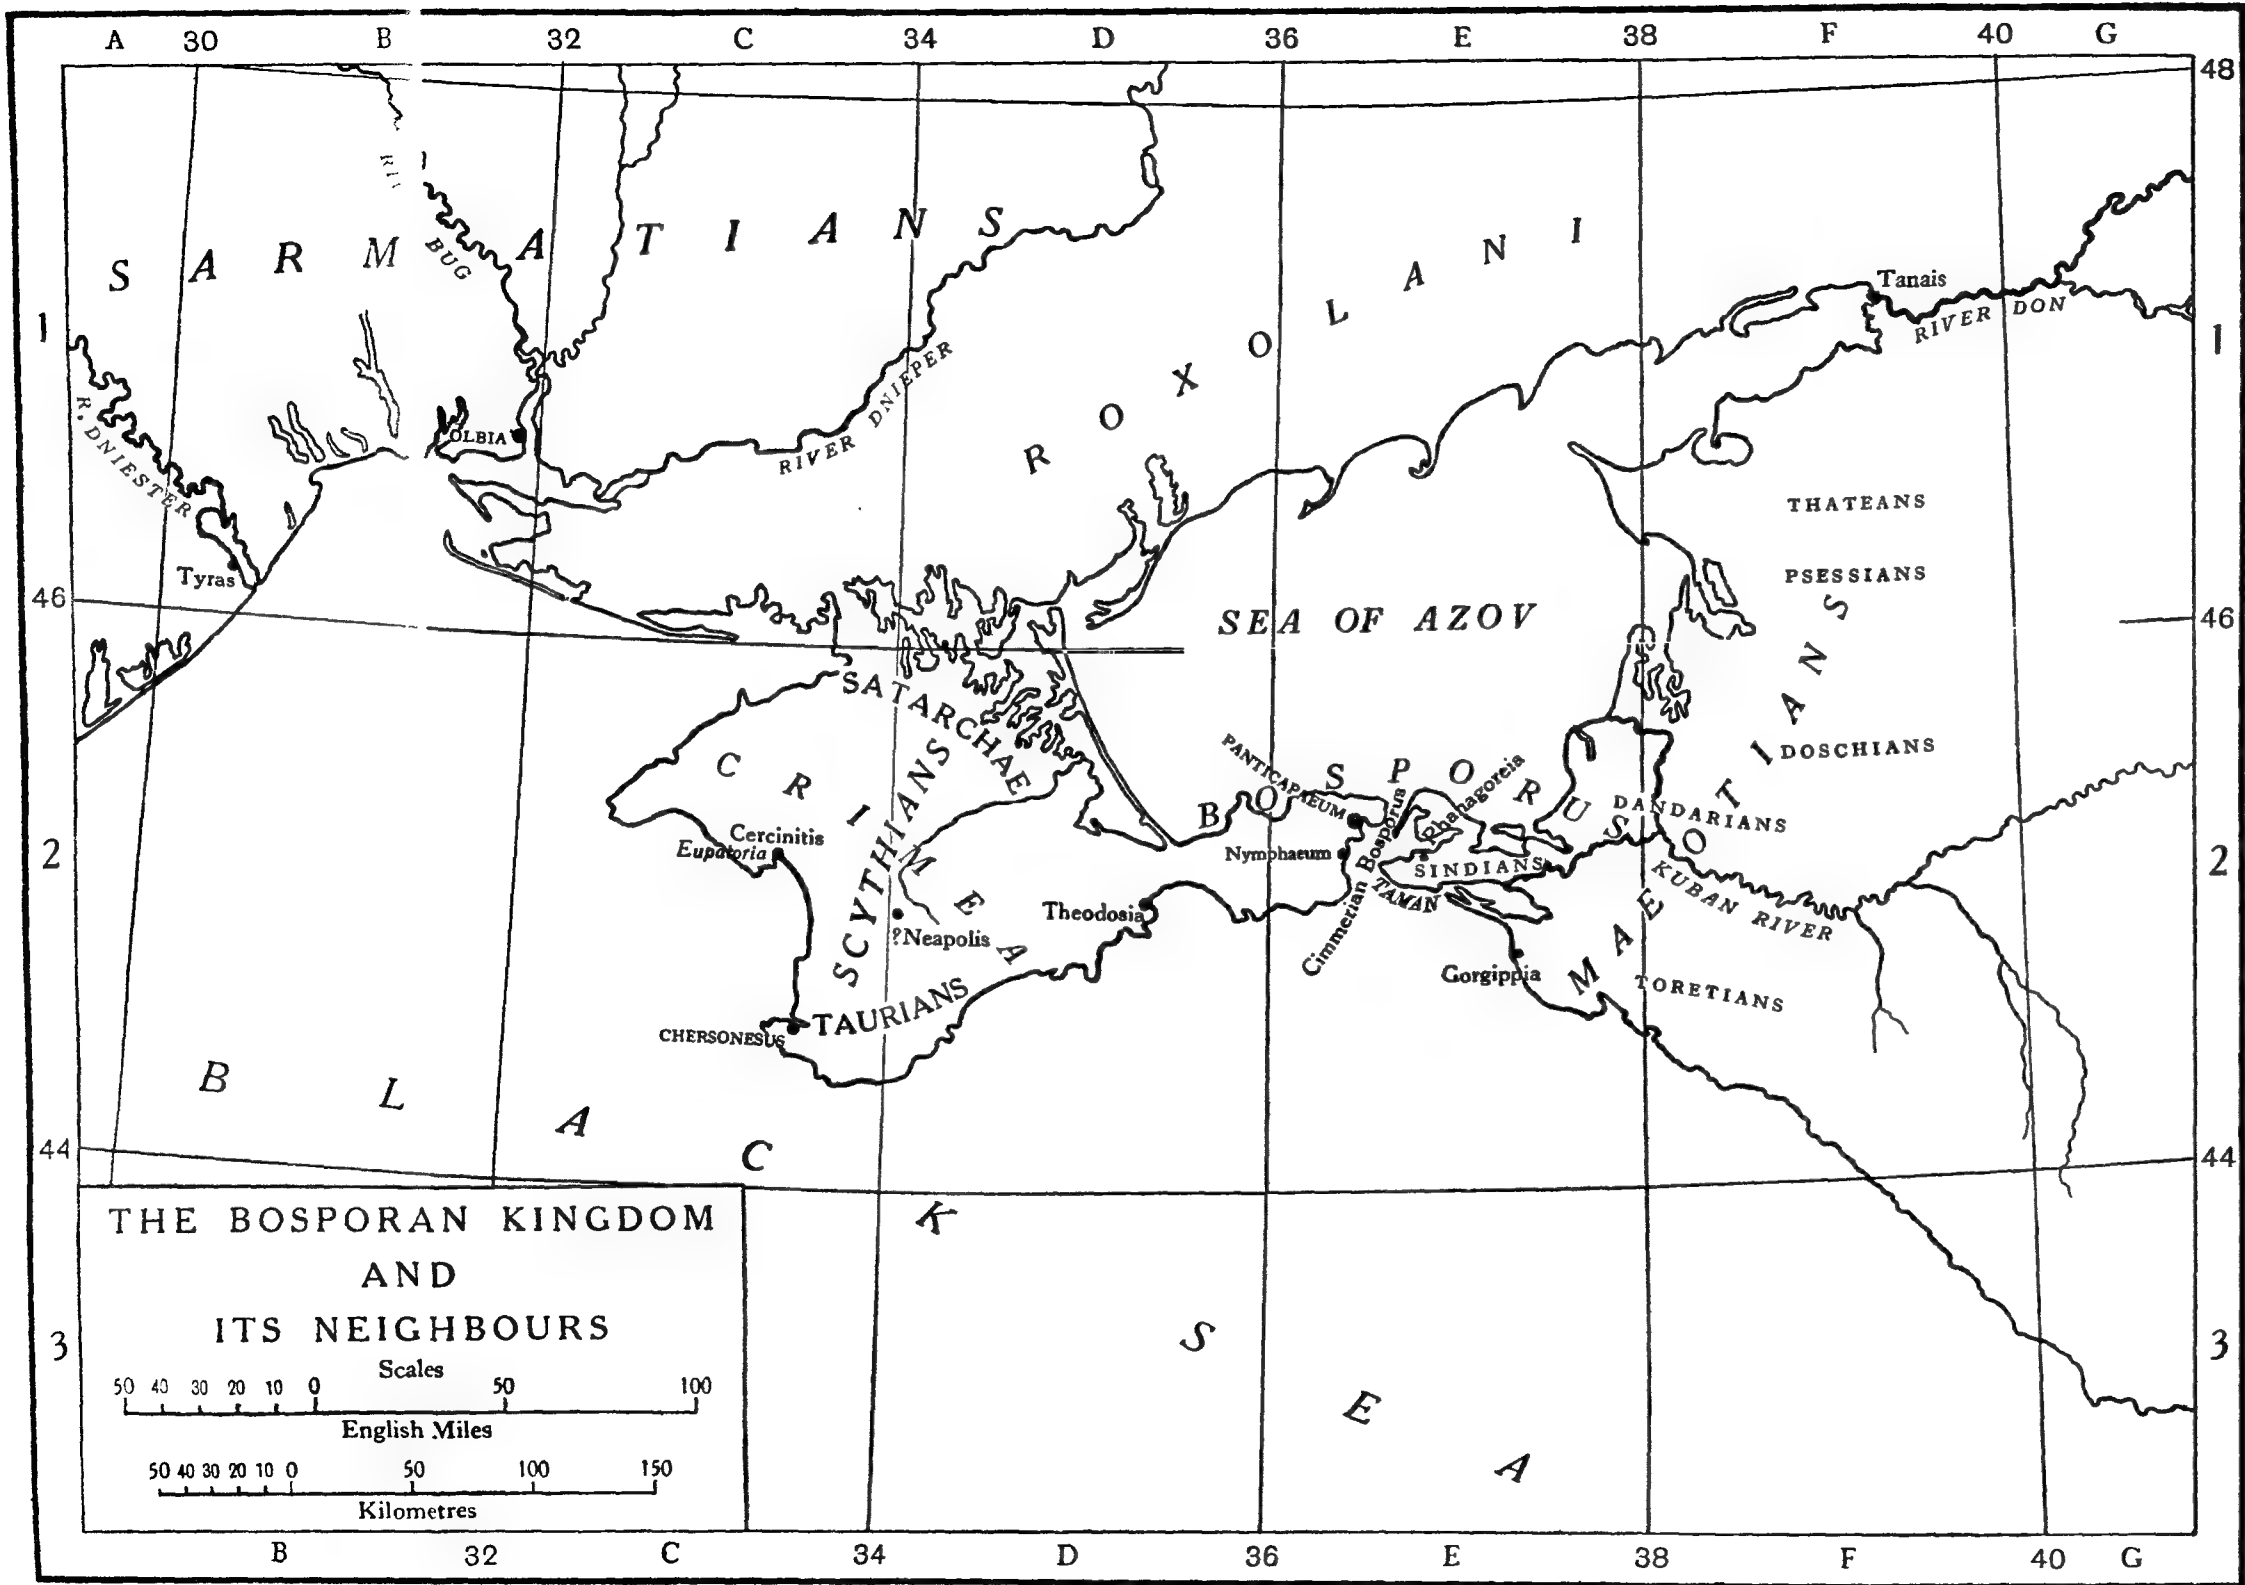 A 30 B 32 C 34 D 36 E 38 F 40 G
48
SARMATIANS
BUG
ROXOLANI
Tanais
RIVER DON
1
1
R. DNIESTER
OLBIA
RIVER DNIEPER
THATEANS
PSESSIANS
Tyras
46
SEA OF AZOV
46
SATARCHAE
MAEOTIANS
DOSCHIANS
CRIMEA
SCYTHIANS
PANTICAPAEUM
BOSPORUS
Phagoreia
DANDARIANS
Cercinitis
Eupatoria
2
Nymphaeum
Cimmerian Bosporus
SINDIANS
2
TAMAN
KUBAN RIVER
Theodosia
?Neapolis
Gorgippia
TORETIANS
TAURIANS
CHERSONESUS
BLACK SEA
44
44
THE BOSPORAN KINGDOM
AND
ITS NEIGHBOURS
3
3
Scales
50 40 30 20 10 0 50 100
English Miles
50 40 30 20 10 0 50 100 150
Kilometres
B 32 C 34 D 36 E 38 F 40 G